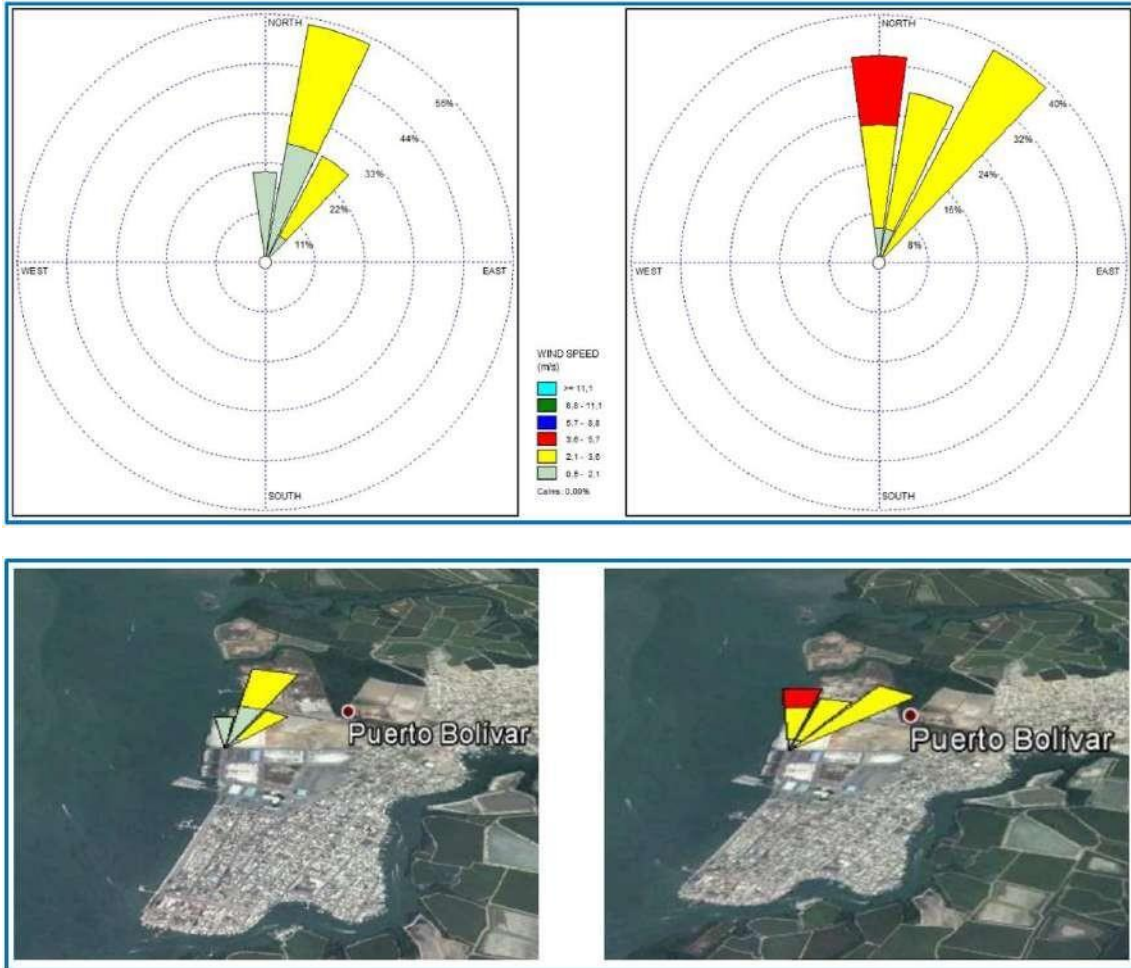 NORTH
55%
44%
33%
22%
11%
WEST
EAST
SOUTH
WIND SPEED
(m/s)
>= 11,1
8,8 - 11,1
5,7 - 8,8
3,6 - 5,7
2,1 - 3,6
0,5 - 2,1
Calms: 0,00%
NORTH
40%
32%
24%
16%
8%
WEST
EAST
SOUTH
Puerto Bolívar
Puerto Bolívar